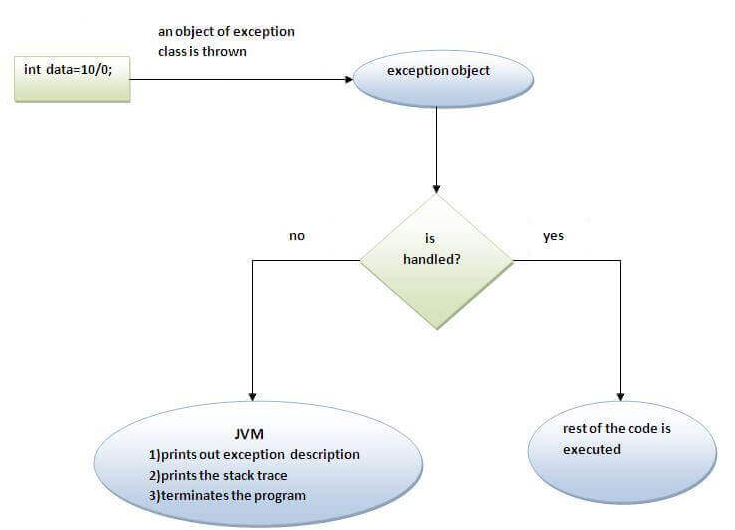 an object of exception
class is thrown
int data=10/0;
exception object
no
is
handled?
yes
JVM
1)prints out exception description
2)prints the stack trace
3)terminates the program
rest of the code is
executed